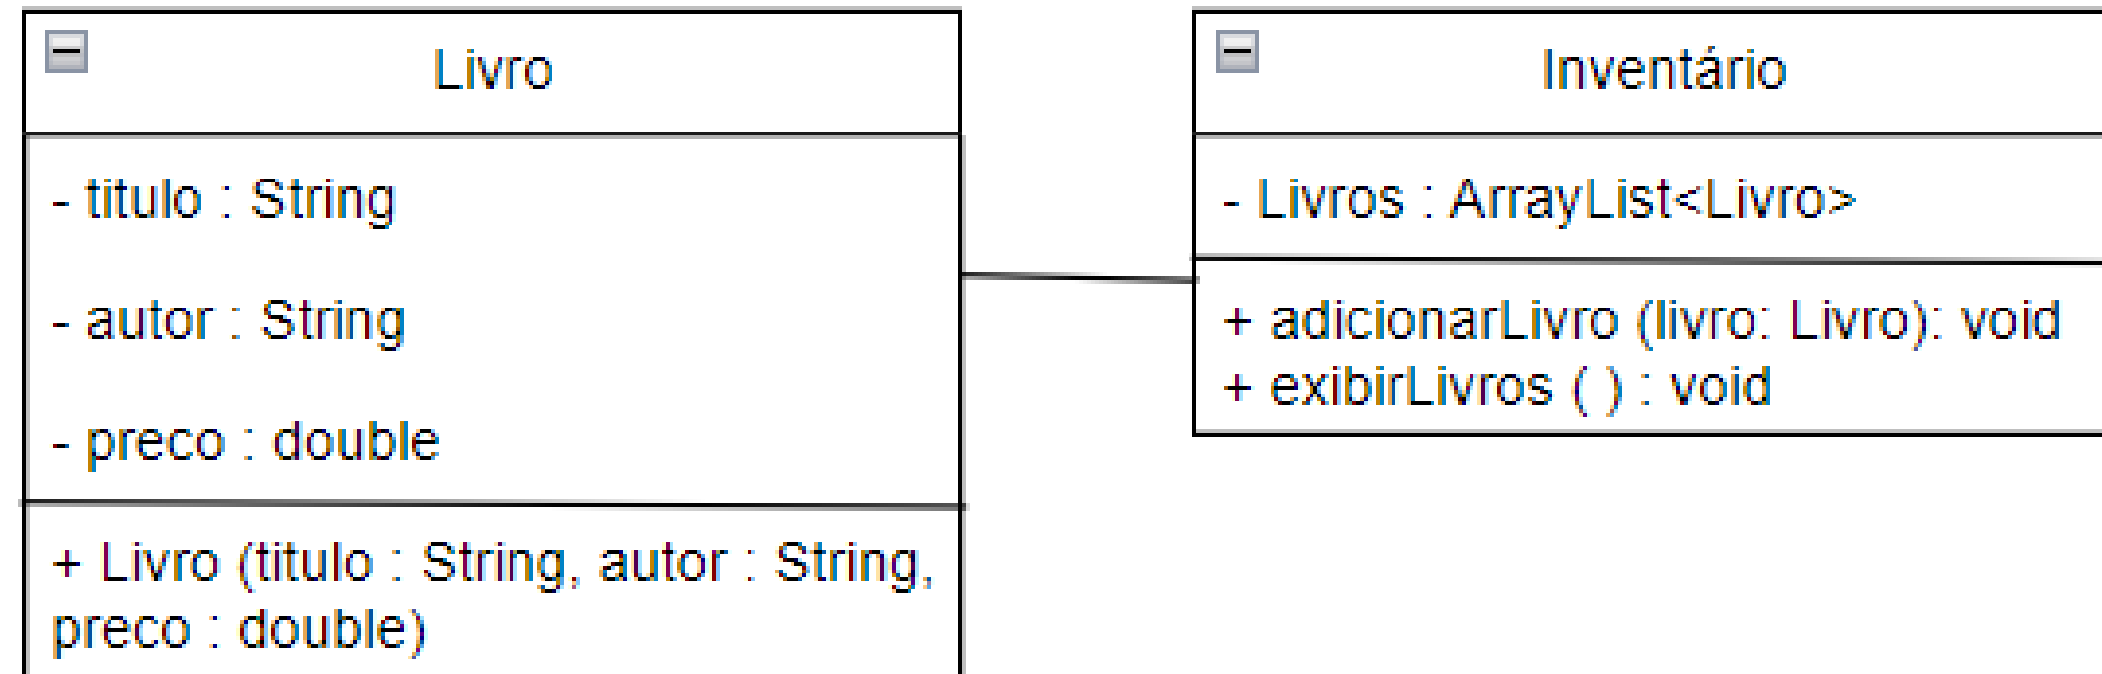 Livro
- titulo : String
- autor : String
- preco : double
+ Livro (titulo : String, autor : String,
preco : double)
Inventário
- Livros : ArrayList<Livro>
+ adicionarLivro (livro: Livro): void
+ exibirLivros ( ) : void